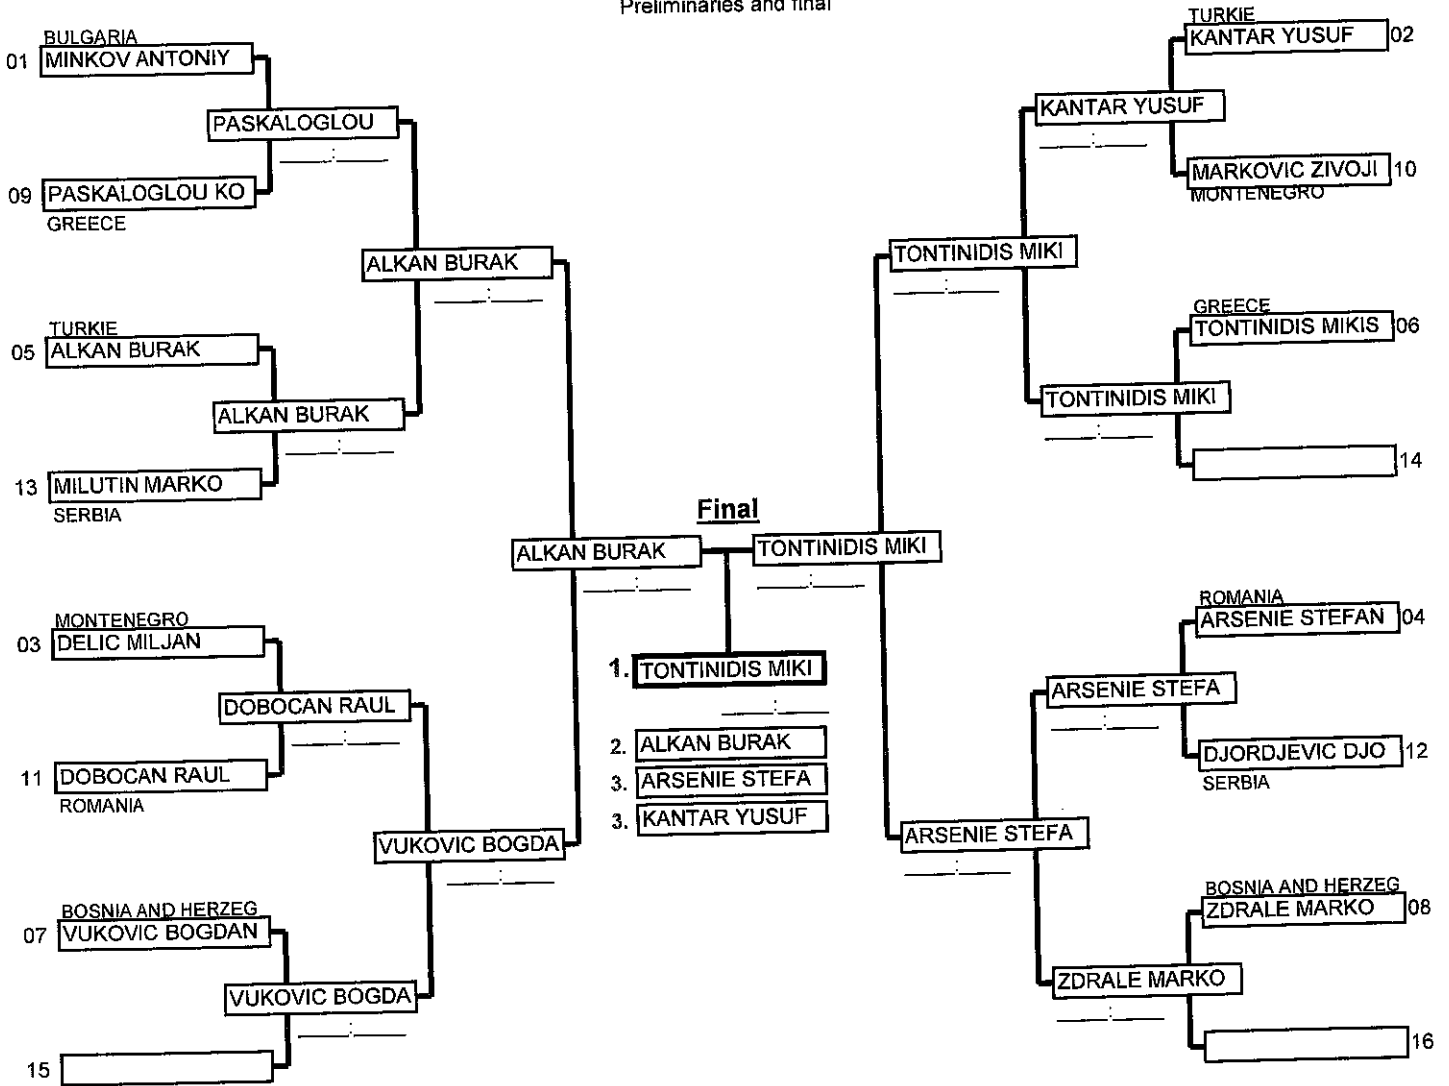 Preliminaries and final
BULGARIA
01 MINKOV ANTONIY
PASKALOGLOU
09 PASKALOGLOU KO
GREECE
ALKAN BURAK
TURKIE
05 ALKAN BURAK
ALKAN BURAK
13 MILUTIN MARKO
SERBIA
ALKAN BURAK
MONTENEGRO
03 DELIC MILJAN
DOBOCAN RAUL
11 DOBOCAN RAUL
ROMANIA
VUKOVIC BOGDA
BOSNIA AND HERZEG
07 VUKOVIC BOGDAN
VUKOVIC BOGDA
15
Final
1. TONTINIDIS MIKI
2. ALKAN BURAK
3. ARSENIE STEFA
3. KANTAR YUSUF
TURKIE
KANTAR YUSUF 02
KANTAR YUSUF
MARKOVIC ZIVOJI 10
MONTENEGRO
TONTINIDIS MIKI
GREECE
TONTINIDIS MIKIS 06
TONTINIDIS MIKI
14
TONTINIDIS MIKI
ROMANIA
ARSENIE STEFAN 04
ARSENIE STEFA
DJORDJEVIC DJO 12
SERBIA
ARSENIE STEFA
BOSNIA AND HERZEG
ZDRALE MARKO 08
ZDRALE MARKO
16